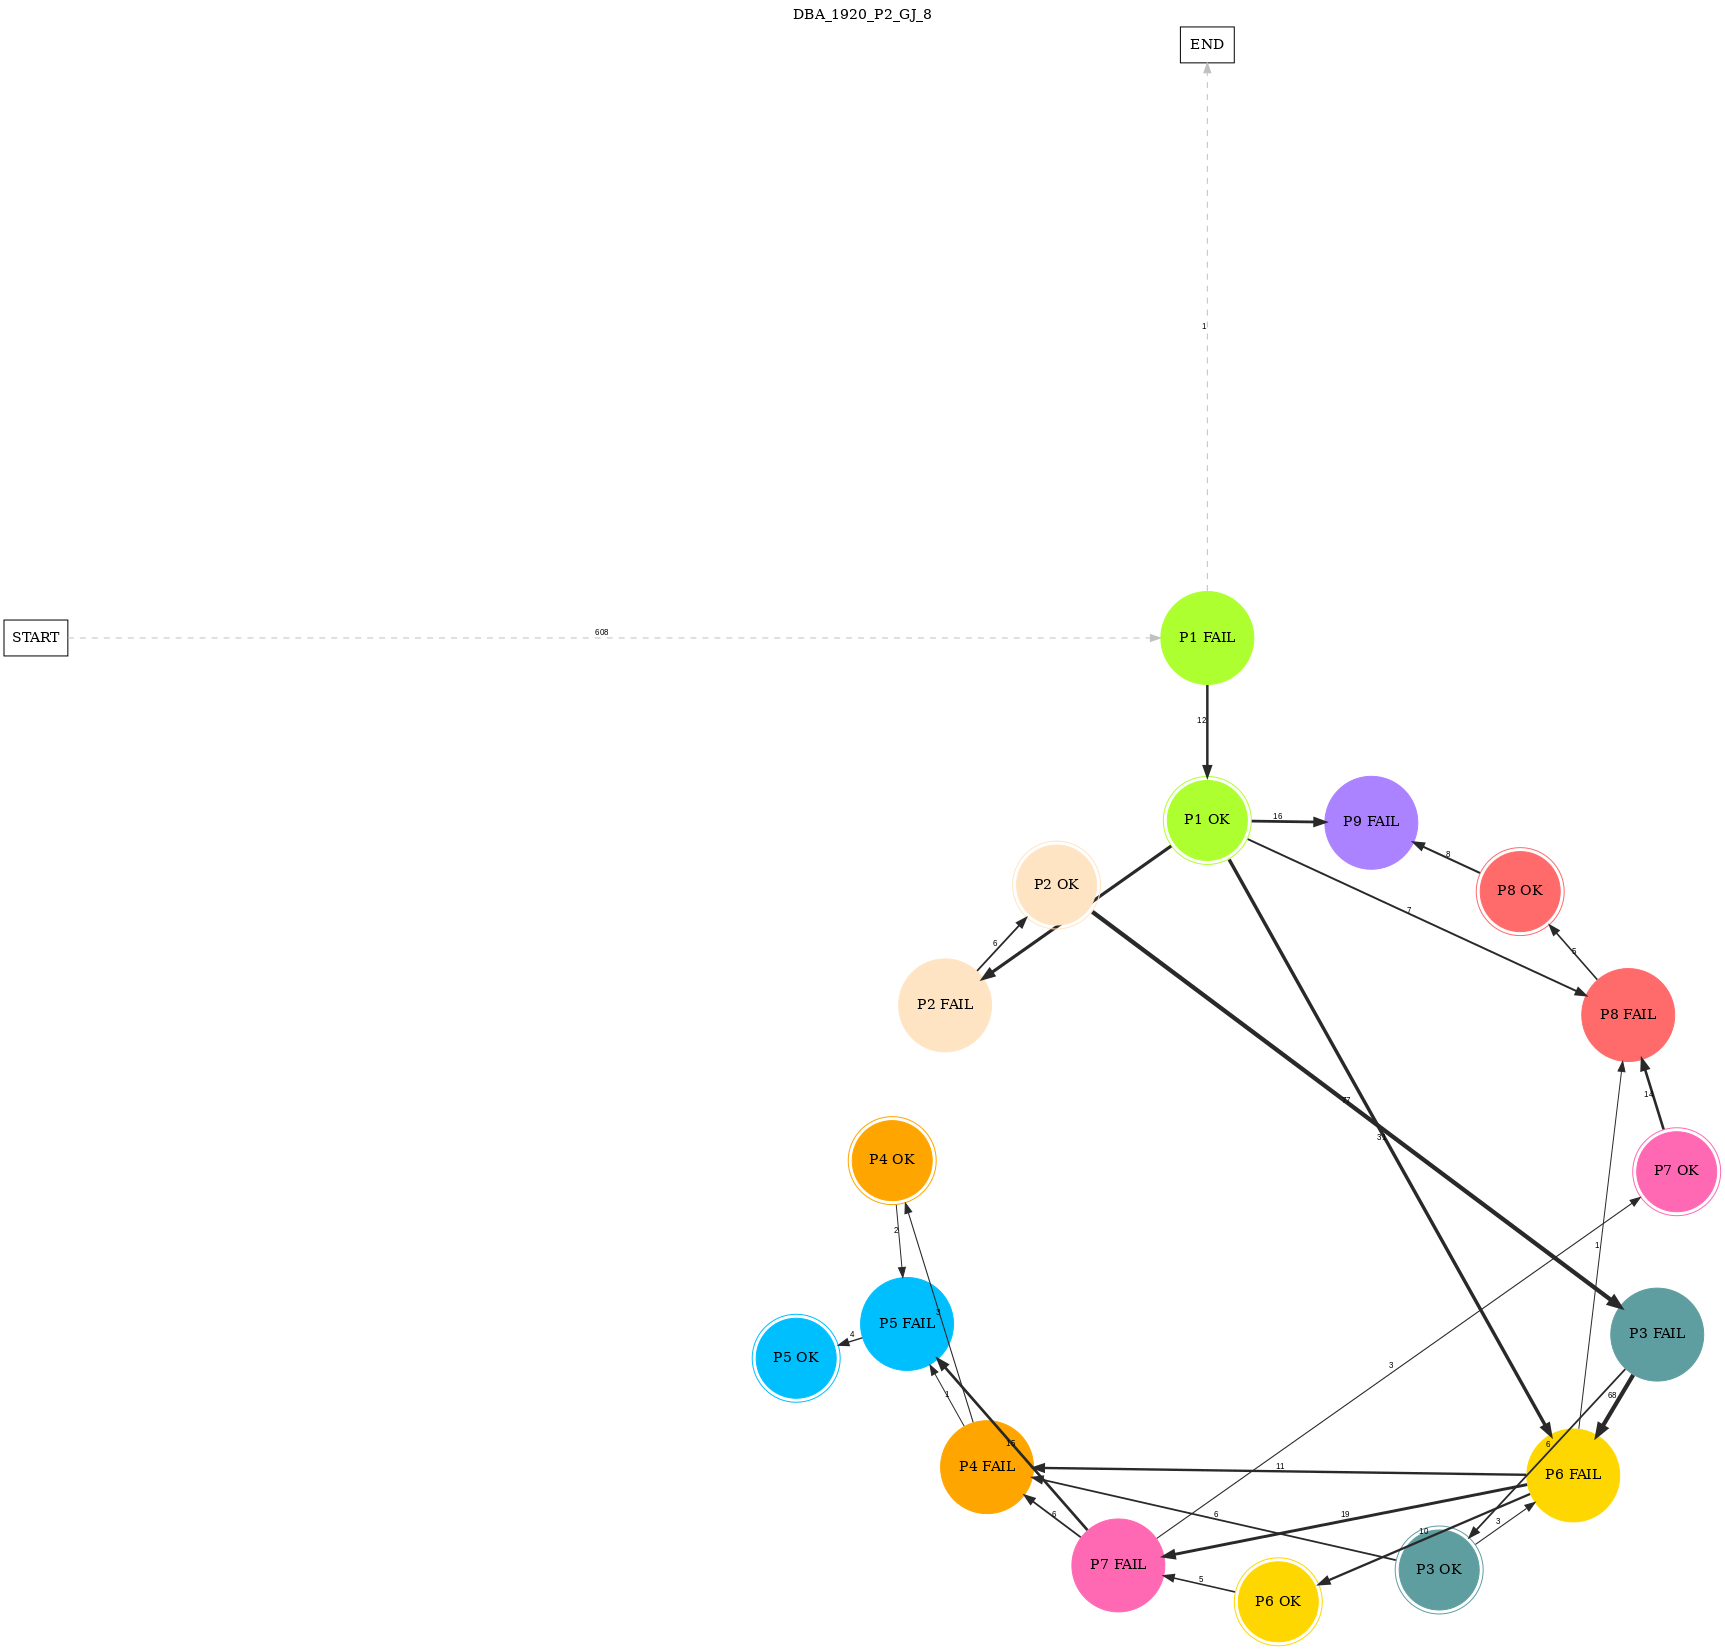 DBA_1920_P2_GJ_8
END
1
START
608
P1 FAIL
12
P1 OK
16
P9 FAIL
8
P8 OK
P2 OK
7
6
5
P2 FAIL
P8 FAIL
14
P4 OK
P7 OK
2
1
3
P5 FAIL
P3 FAIL
4
P5 OK
3
1
68
15
6
P4 FAIL
11
P6 FAIL
6
6
19
3
10
P7 FAIL
P3 OK
5
P6 OK